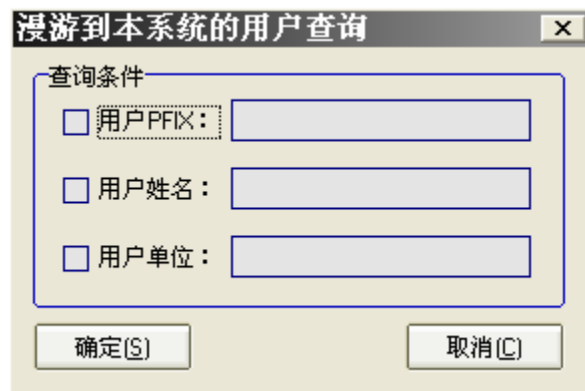 漫游到本系统的用户查询
查询条件
用户PFIX：
用户姓名：
用户单位：
确定(S) 取消(C)